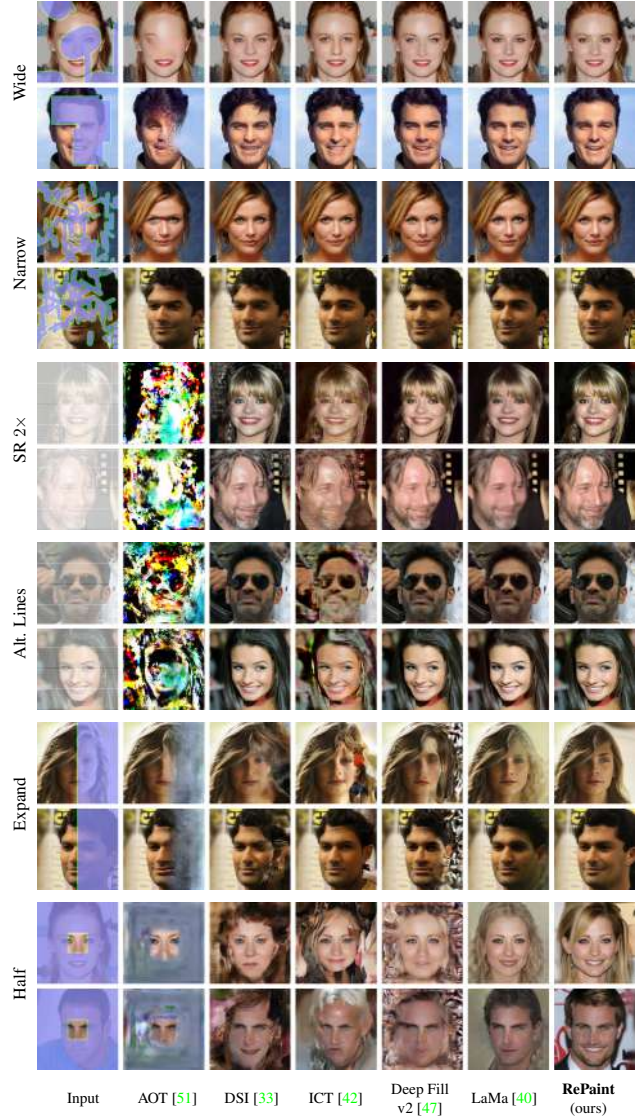 Wide
Narrow
SR 2×
Alt. Lines
Expand
Half
Input
AOT [51]
DSI [33]
ICT [42]
Deep Fill
v2 [47]
LaMa [40]
RePaint
(ours)